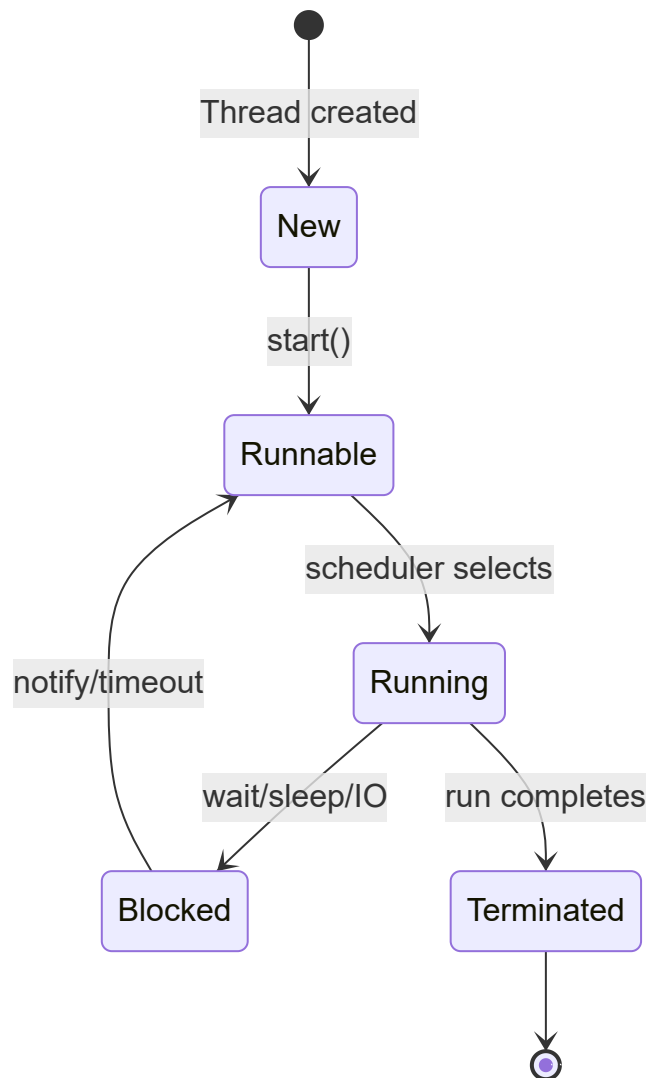 Thread created
New
start()
Runnable
scheduler selects
Running
notify/timeout
wait/sleep/IO
run completes
Blocked
Terminated